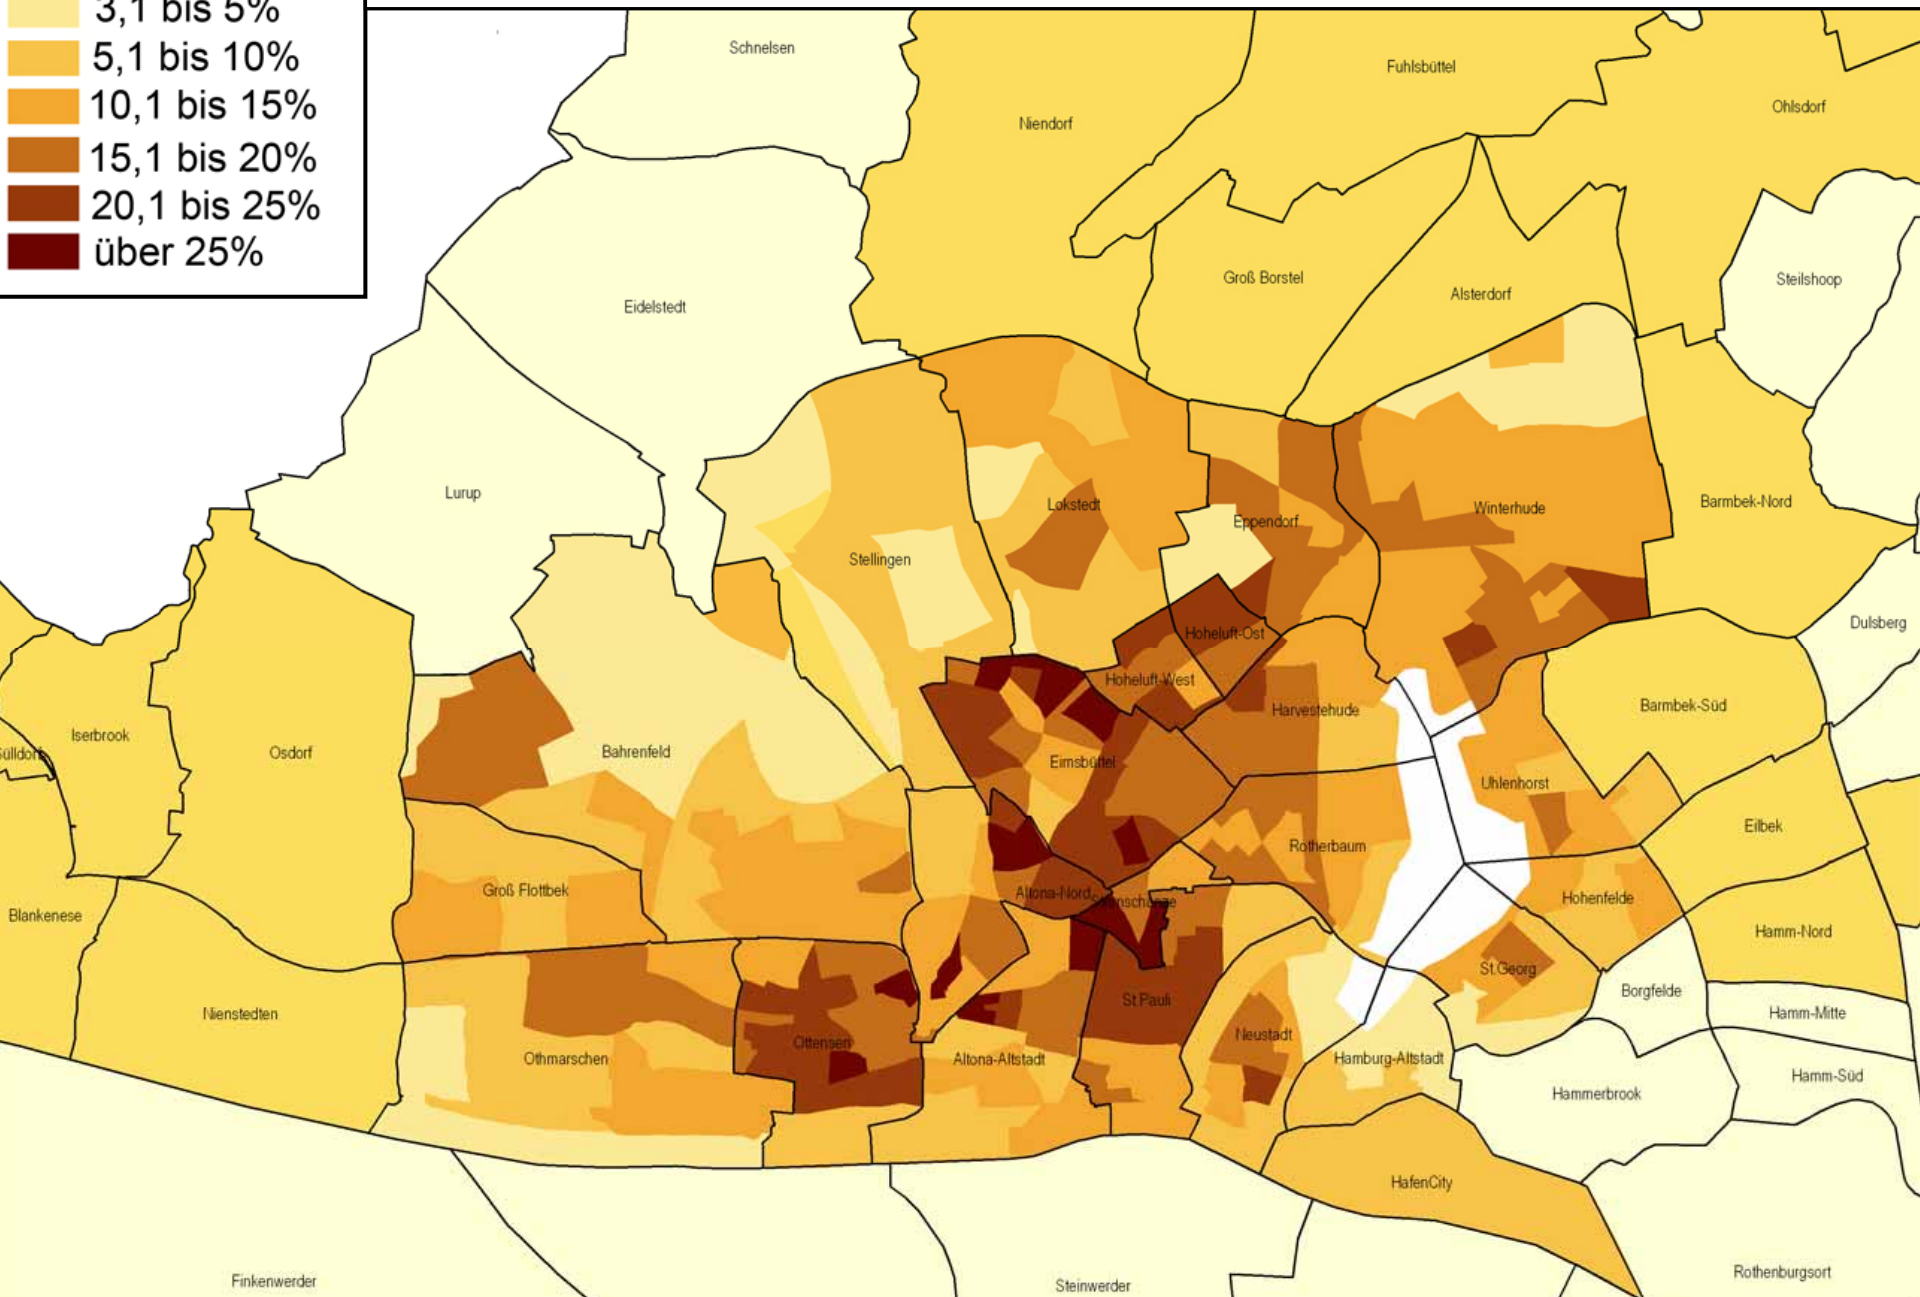 3,1 bis 5%
5,1 bis 10%
10,1 bis 15%
15,1 bis 20%
20,1 bis 25%
über 25%
Schnelsen
Fuhlsbüttel
Ohlsdorf
Niendorf
Groß Borstel
Steilshoop
Alsterdorf
Eidelstedt
Lurup
Barmbek-Nord
Lokstedt
Winterhude
Eppendorf
Stellingen
Dulsberg
Hoheluft-Ost
Hoheluft-West
Barmbek-Süd
Harvestehude
Iserbrook
Osdorf
Bahrenfeld
Sülldorf
Eimsbüttel
Uhlenhorst
Eilbek
Rotherbaum
Groß Flottbek
Altona-Nord
Sternschanze
Hohenfelde
Blankenese
Hamm-Nord
St.Georg
Borgfelde
St.Pauli
Nienstedten
Hamm-Mitte
Neustadt
Ottensen
Othmarschen
Altona-Altstadt
Hamburg-Altstadt
Hamm-Süd
Hammerbrook
HafenCity
Rothenburgsort
Finkenwerder
Steinwerder